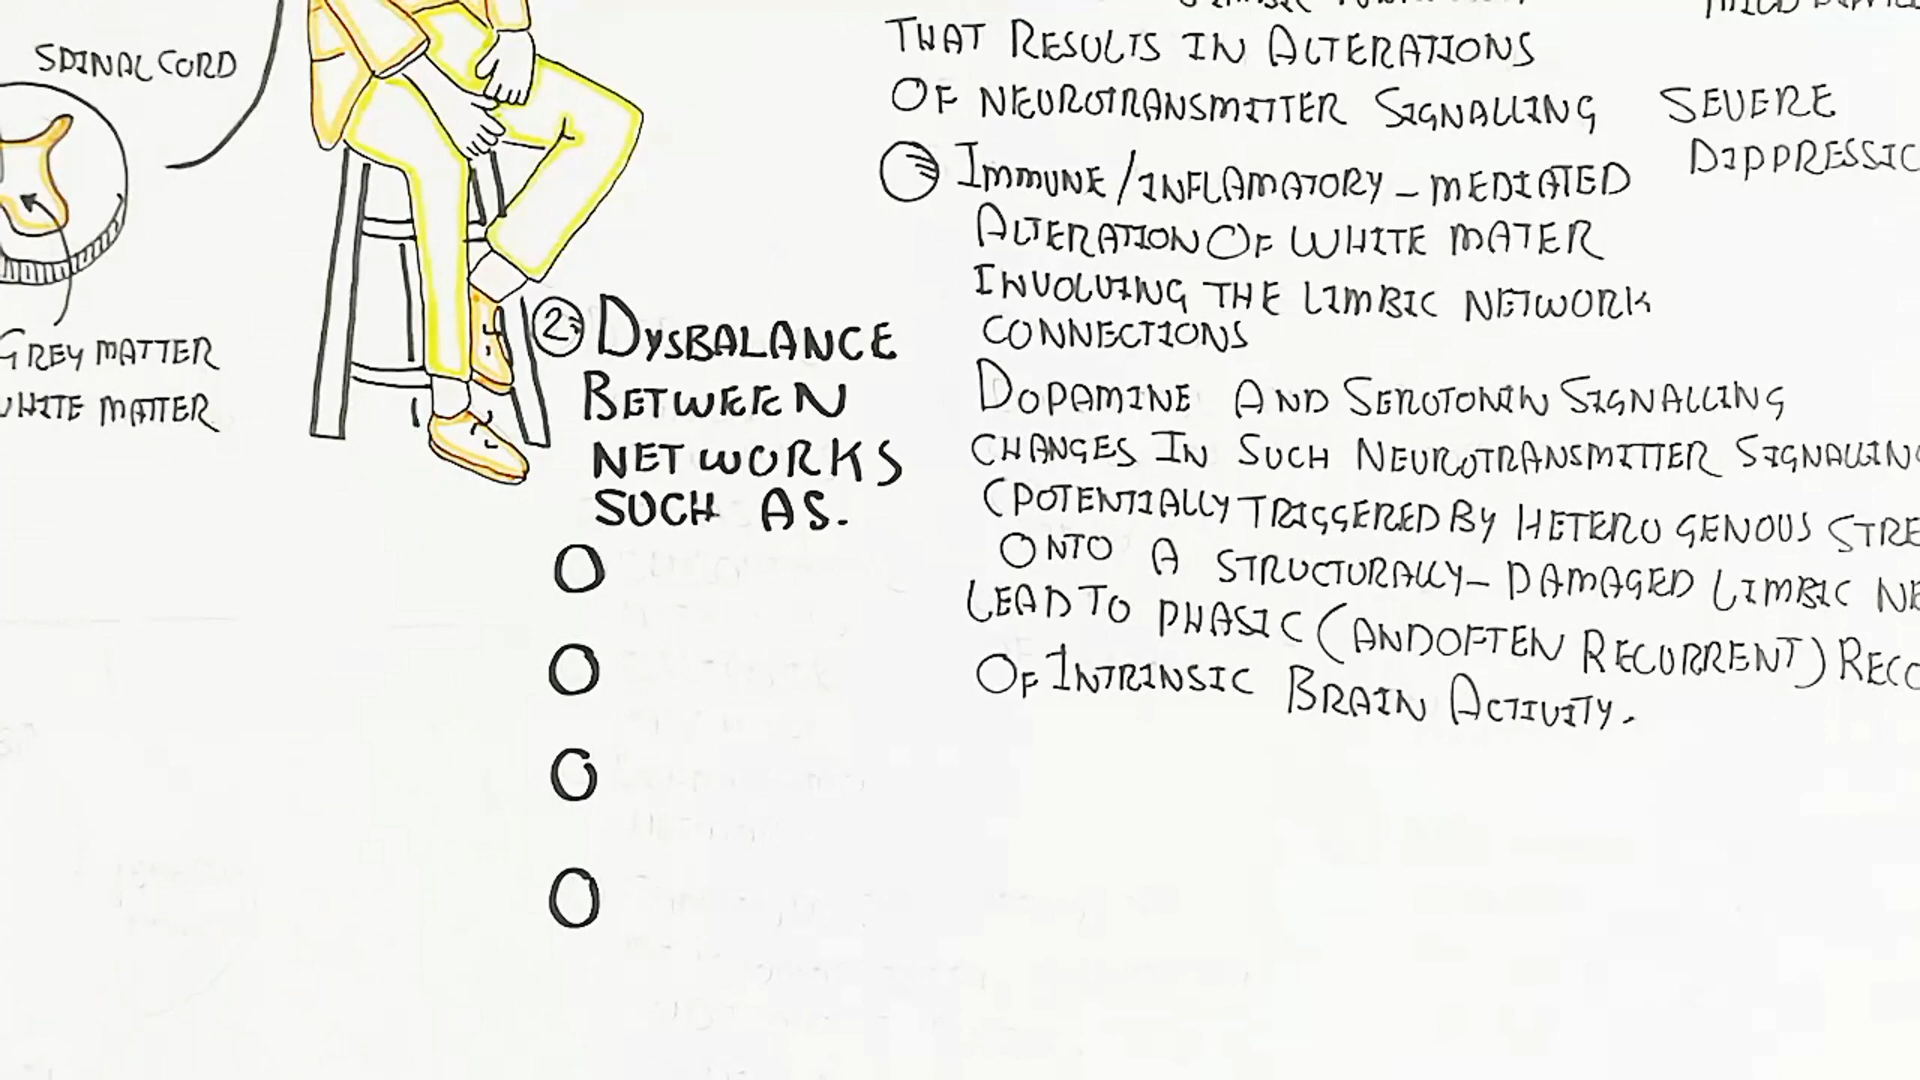 SPINAL CORD
GREY MATTER
WHITE MATTER
2 DYSBALANCE
BETWEEN
NETWORKS
SUCH AS.
THAT RESULTS IN ALTERATIONS
OF NEUROTRANSMITTER SIGNALLING
IMMUNE/INFLAMATORY-MEDIATED
ALTERATION OF WHITE MATER
INVOLVING THE LIMBIC NETWORK
CONNECTIONS
DOPAMINE AND SEROTONIN SIGNALLING
CHANGES IN SUCH NEUROTRANSMITTER SIGNALLING
(POTENTIALLY TRIGGERED BY HETEROGENOUS STRE
ONTO A STRUCTURALLY-DAMAGED LIMBIC NE
LEAD TO PHASIC (AND OFTEN RECURRENT) RECO
OF INTRINSIC BRAIN ACTIVITY.
SEVERE
DIPPRESSIO